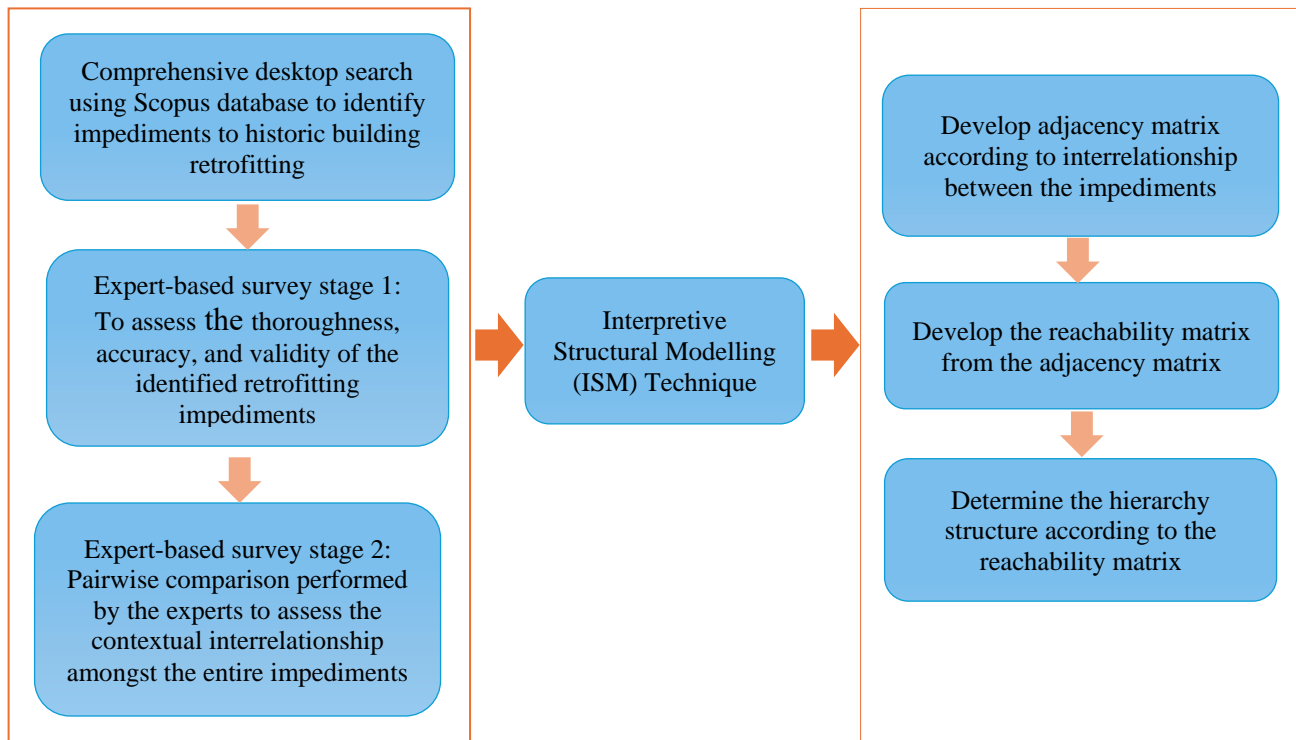 Comprehensive desktop search
using Scopus database to identify
impediments to historic building
retrofitting
Expert-based survey stage 1:
To assess the thoroughness,
accuracy, and validity of the
identified retrofitting
impediments
Expert-based survey stage 2:
Pairwise comparison performed
by the experts to assess the
contextual interrelationship
amongst the entire impediments
Interpretive
Structural Modelling
(ISM) Technique
Develop adjacency matrix
according to interrelationship
between the impediments
Develop the reachability matrix
from the adjacency matrix
Determine the hierarchy
structure according to the
reachability matrix